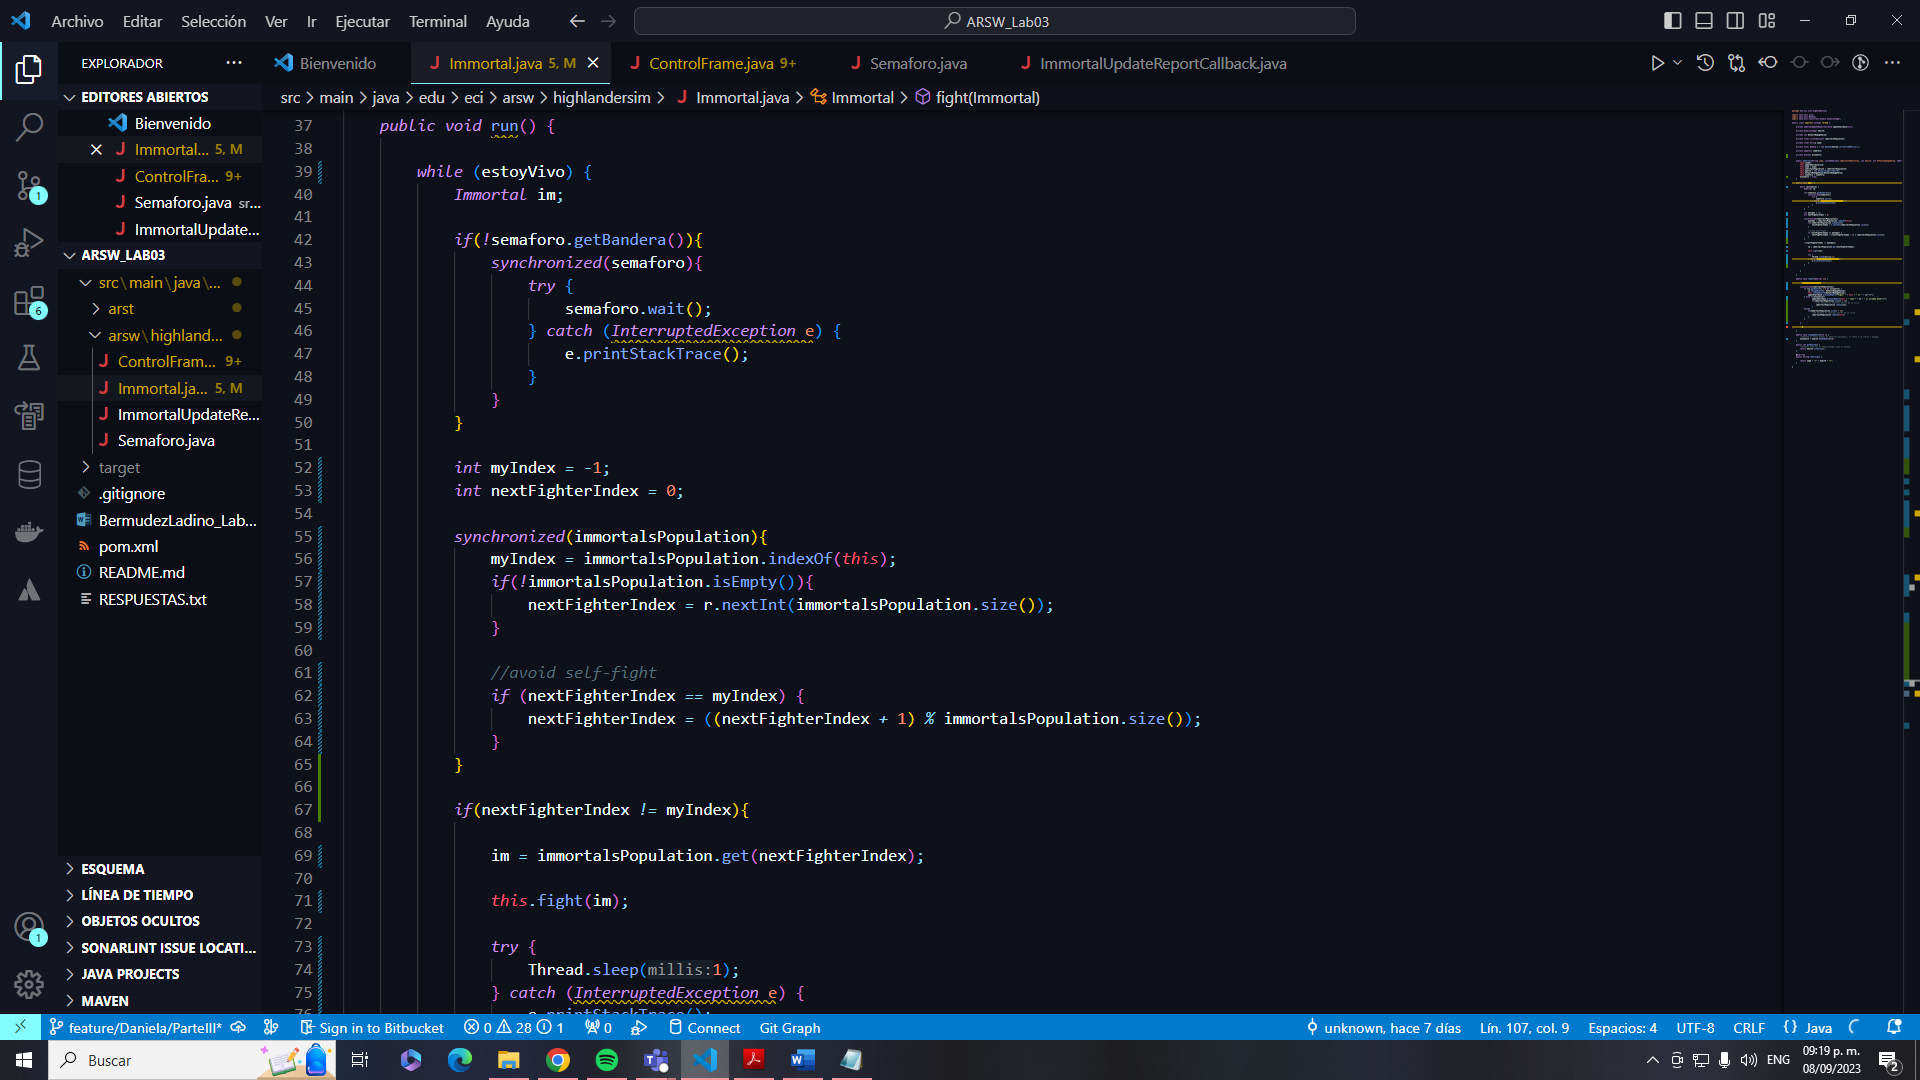 Archivo Editar Selección Ver Ir Ejecutar Terminal Ayuda ARSW_Lab03
EXPLORADOR
Bienvenido Immortal.java 5, M ControlFrame.java 9+ Semaforo.java ImmortalUpdateReportCallback.java
EDITORES ABIERTOS
Bienvenido
Immortal... 5, M
ControlFra... 9+
Semaforo.java sr...
ImmortalUpdate...
ARSW_LAB03
src\main\java\...
arst
arsw\highland...
ControlFram... 9+
Immortal.ja... 5, M
ImmortalUpdateRe...
Semaforo.java
target
.gitignore
BermudezLadino_Lab...
pom.xml
README.md
RESPUESTAS.txt
ESQUEMA
LÍNEA DE TIEMPO
OBJETOS OCULTOS
SONARLINT ISSUE LOCATI...
JAVA PROJECTS
MAVEN
1
6
1
src > main > java > edu > eci > arsw > highlandersim > Immortal.java > Immortal > fight(Immortal)
37 public void run() {
38
39 while (estoyVivo) {
40 Immortal im;
41
42 if(!semaforo.getBandera()){
43 synchronized(semaforo){
44 try {
45 semaforo.wait();
46 } catch (InterruptedException e) {
47 e.printStackTrace();
48 }
49 }
50 }
51
52 int myIndex = -1;
53 int nextFighterIndex = 0;
54
55 synchronized(immortalsPopulation){
56 myIndex = immortalsPopulation.indexOf(this);
57 if(!immortalsPopulation.isEmpty()){
58 nextFighterIndex = r.nextInt(immortalsPopulation.size());
59 }
60
61 //avoid self-fight
62 if (nextFighterIndex == myIndex) {
63 nextFighterIndex = ((nextFighterIndex + 1) % immortalsPopulation.size());
64 }
65 }
66
67 if(nextFighterIndex != myIndex){
68
69 im = immortalsPopulation.get(nextFighterIndex);
70
71 this.fight(im);
72
73 try {
74 Thread.sleep(millis:1);
75 } catch (InterruptedException e) {
76 e.printStackTrace();
feature/Daniela/ParteIII* Sign in to Bitbucket 0 28 1 0 Connect Git Graph unknown, hace 7 días Lín. 107, col. 9 Espacios: 4 UTF-8 CRLF {} Java
Buscar ENG 09:19 p. m.
08/09/2023 2